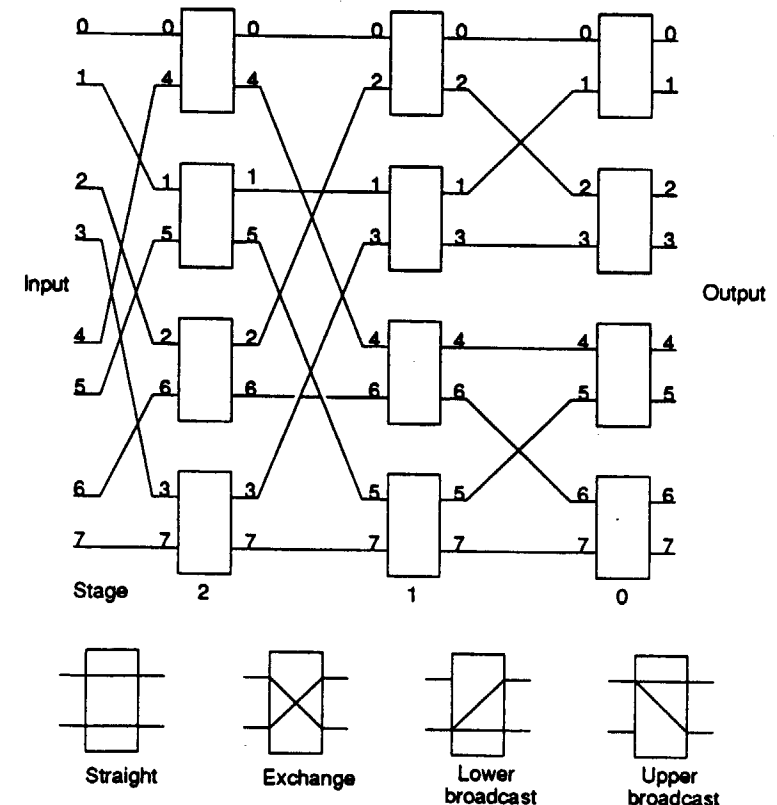 0 0 0 0 0 0 0
1 4 4 2 2 1 1
2 1 1 1 1 2 2
3 5 5 3 3 3 3
Input
Output
4 2 2 4 4 4 4
5 6 6 6 6 5 5
6 3 3 5 5 6 6
7 7 7 7 7 7 7
Stage 2 1 0
Straight
Exchange
Lower
broadcast
Upper
broadcast